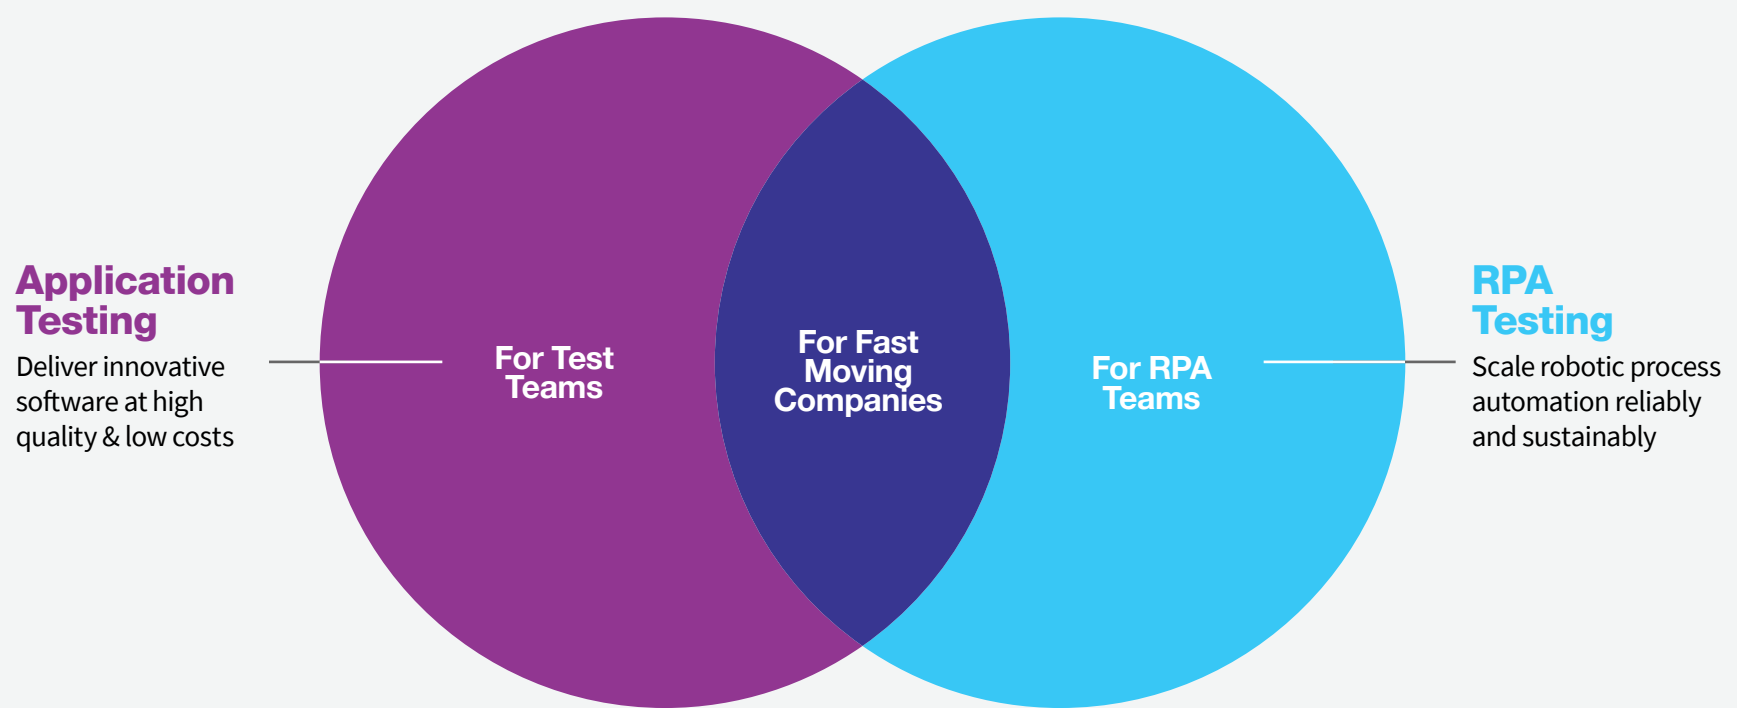 Application
Testing
Deliver innovative
software at high
quality & low costs
For Test
Teams
For Fast
Moving
Companies
For RPA
Teams
RPA
Testing
Scale robotic process
automation reliably
and sustainably